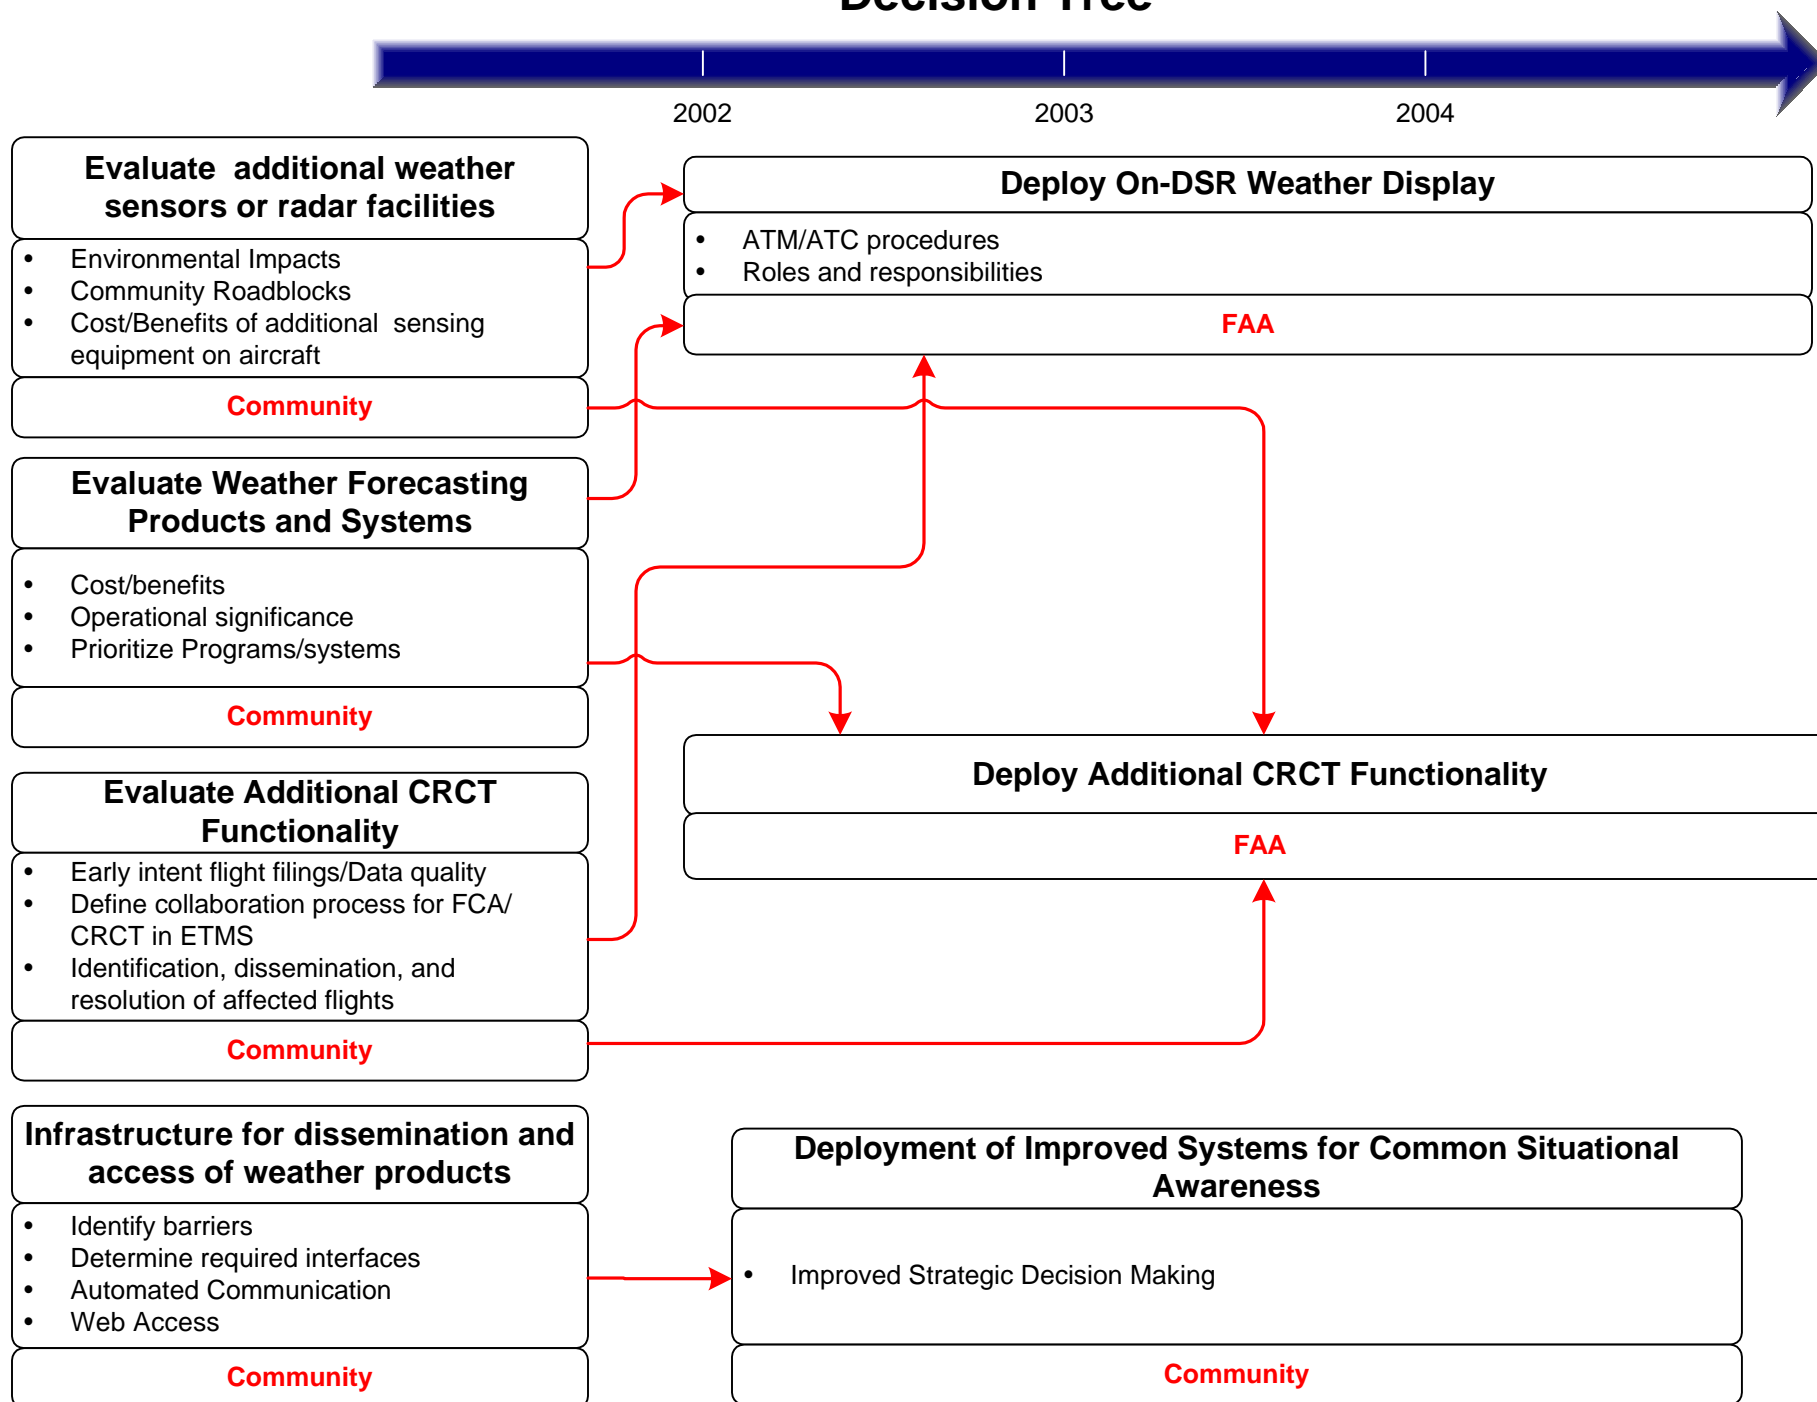 Decision Tree
2002
2003
2004
Evaluate additional weather
sensors or radar facilities
• Environmental Impacts
• Community Roadblocks
• Cost/Benefits of additional sensing
equipment on aircraft
Community
Deploy On-DSR Weather Display
• ATM/ATC procedures
• Roles and responsibilities
FAA
Evaluate Weather Forecasting
Products and Systems
• Cost/benefits
• Operational significance
• Prioritize Programs/systems
Community
Deploy Additional CRCT Functionality
FAA
Evaluate Additional CRCT
Functionality
• Early intent flight filings/Data quality
• Define collaboration process for FCA/
CRCT in ETMS
• Identification, dissemination, and
resolution of affected flights
Community
Infrastructure for dissemination and
access of weather products
• Identify barriers
• Determine required interfaces
• Automated Communication
• Web Access
Community
Deployment of Improved Systems for Common Situational
Awareness
• Improved Strategic Decision Making
Community